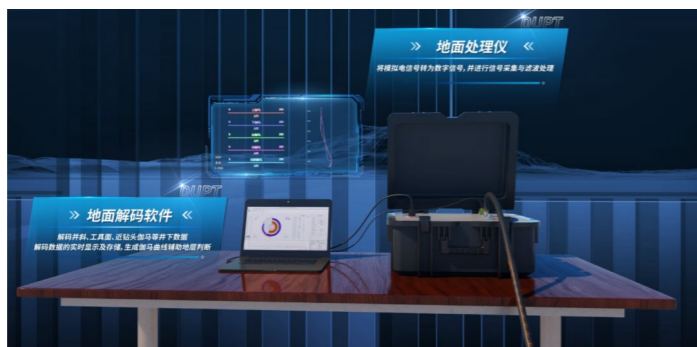 地面处理仪
将模拟电信号转为数字信号,并进行信号采集与滤波处理
地面解码软件
解码井斜、工具面、近钻头伽马等井下数据
解码数据的实时显示及存储、生成伽马曲线辅助地层判断